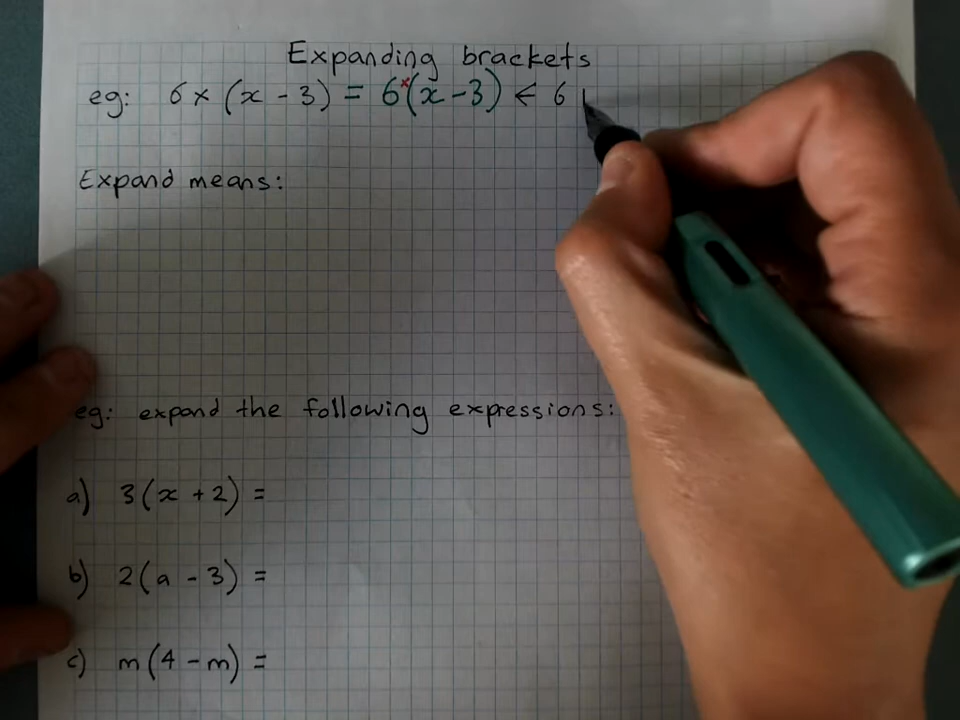 Expanding brackets
eg: 6 × (x - 3) = 6×(x - 3) < 6
Expand means:
eg: expand the following expressions:
a) 3(x + 2) =
b) 2(a - 3) =
c) m(4 - m) =